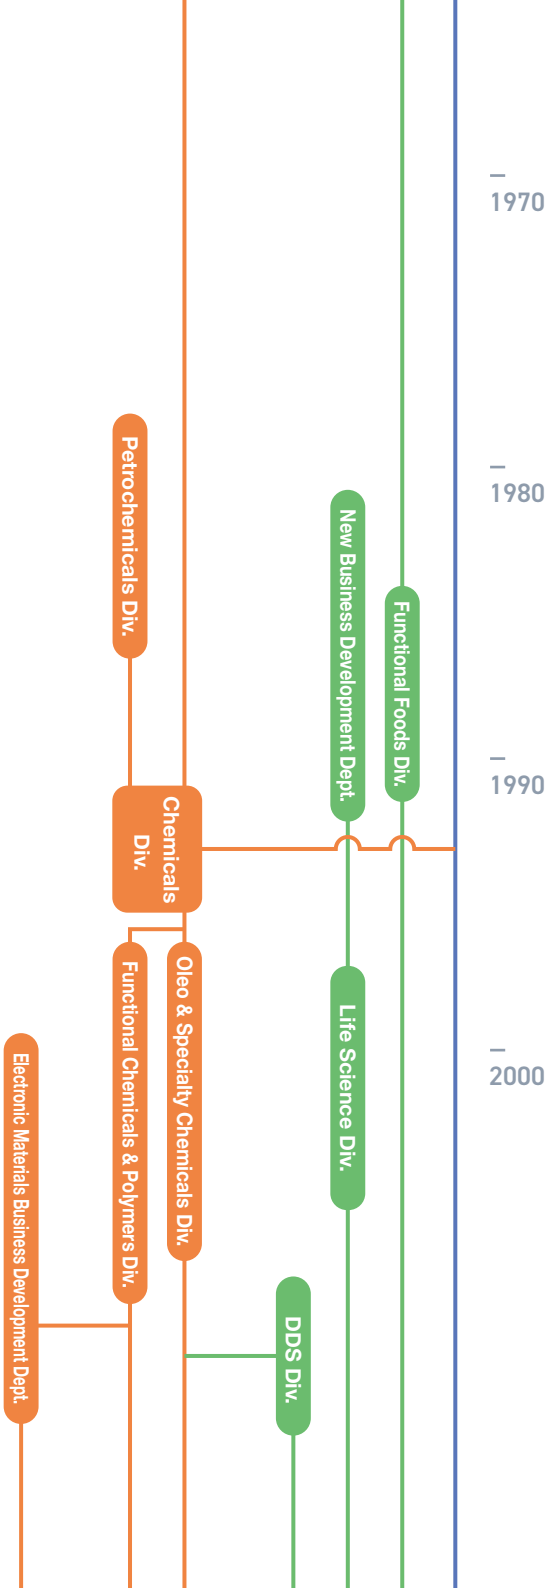 1970
1980
1990
2000
Petrochemicals Div.
New Business Development Dept.
Functional Foods Div.
Chemicals
Div.
Oleo & Specialty Chemicals Div.
Functional Chemicals & Polymers Div.
Life Science Div.
Electronic Materials Business Development Dept.
DDS Div.